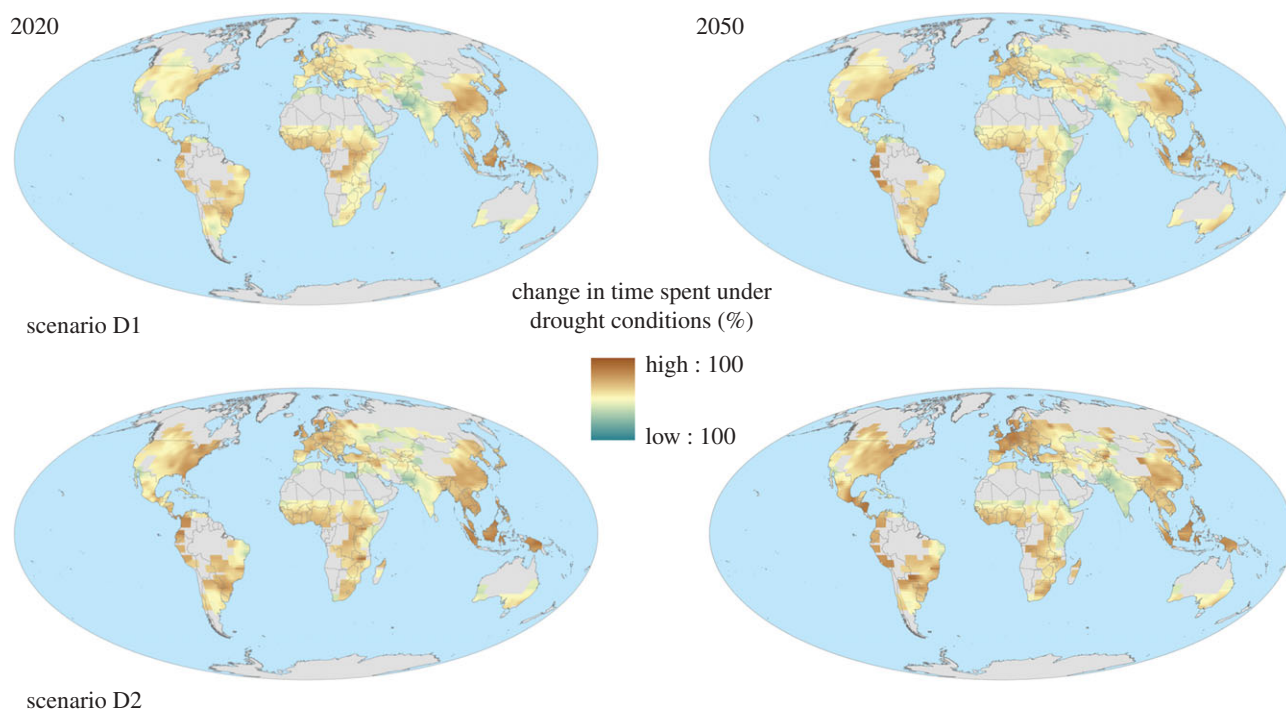 2020
2050
scenario D1
change in time spent under
drought conditions (%)
high : 100
low : 100
scenario D2